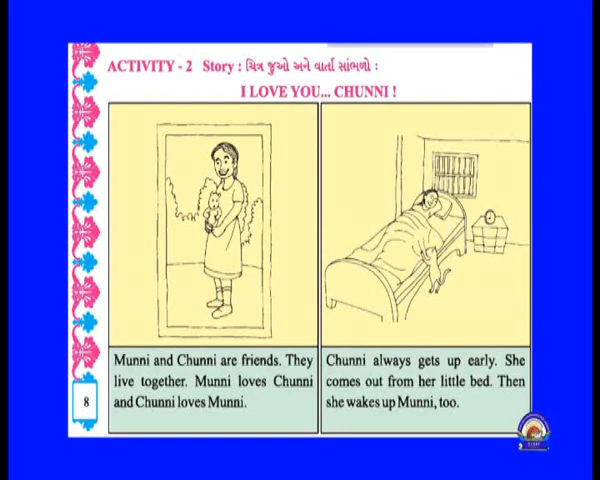 ACTIVITY - 2 Story : ચિત્ર જુઓ અને વાર્તા સાંભળો :
I LOVE YOU... CHUNNI !
Munni and Chunni are friends. They
live together. Munni loves Chunni
and Chunni loves Munni.
Chunni always gets up early. She
comes out from her little bed. Then
she wakes up Munni, too.
8